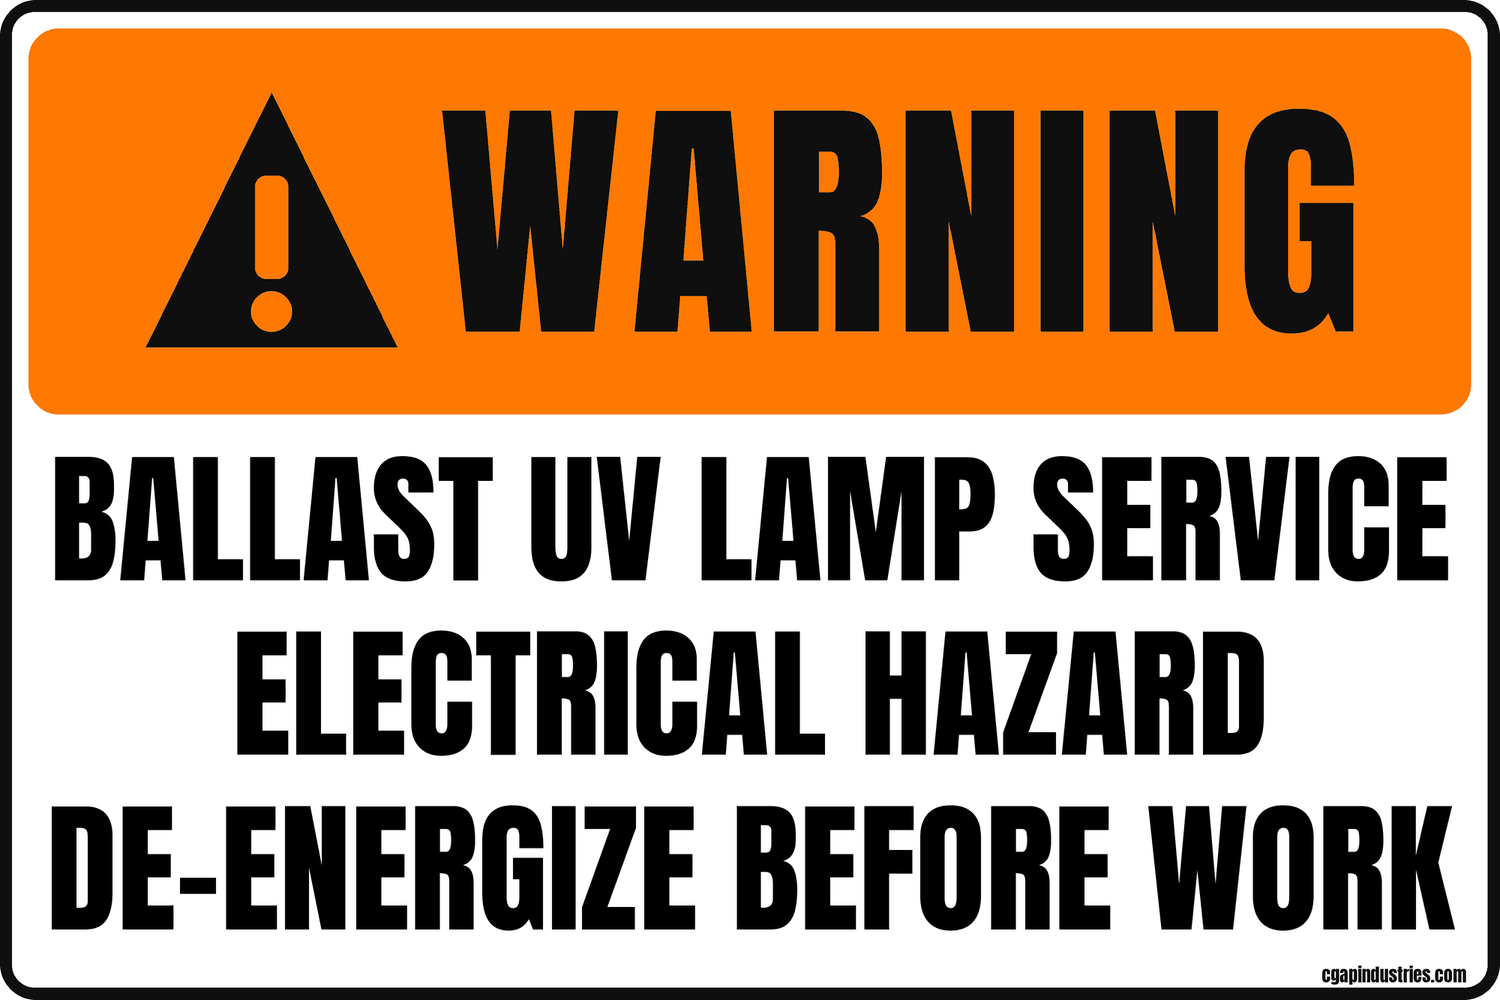 WARNING
BALLAST UV LAMP SERVICE
ELECTRICAL HAZARD
DE-ENERGIZE BEFORE WORK
cgapindustries.com